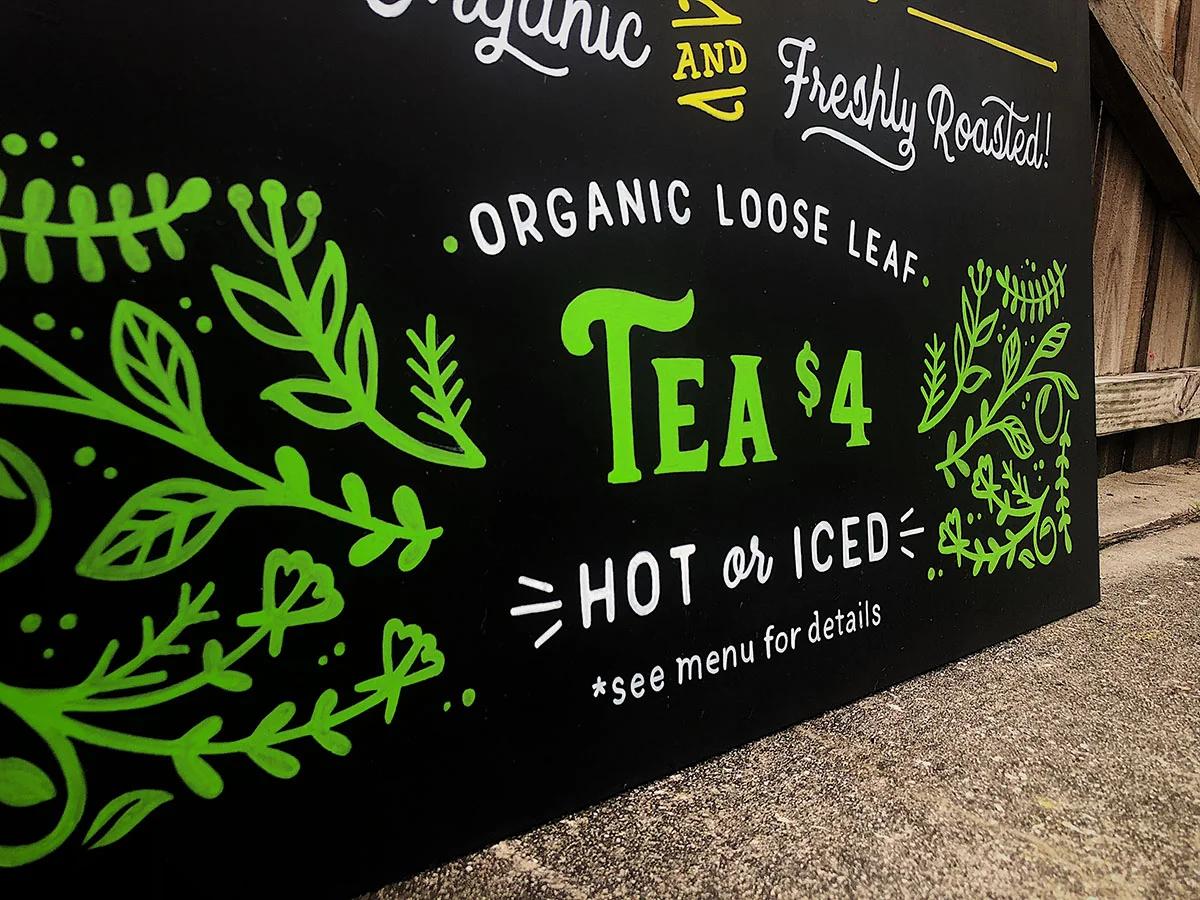 Organic AND Freshly Roasted!
ORGANIC LOOSE LEAF
TEA $4
HOT or ICED
*see menu for details